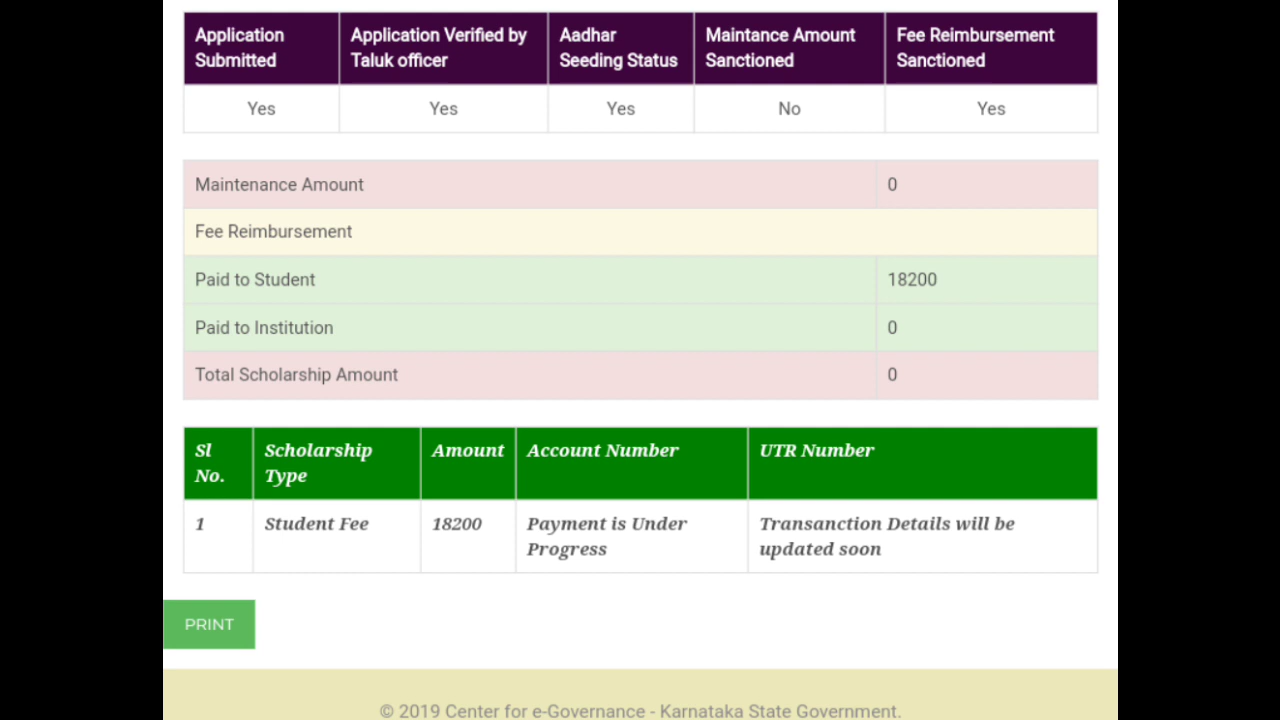 Application Submitted
Application Verified by Taluk officer
Aadhar Seeding Status
Maintance Amount Sanctioned
Fee Reimbursement Sanctioned
Yes Yes Yes No Yes
Maintenance Amount 0
Fee Reimbursement
Paid to Student 18200
Paid to Institution 0
Total Scholarship Amount 0
Sl No.
Scholarship Type
Amount
Account Number
UTR Number
1
Student Fee
18200
Payment is Under Progress
Transanction Details will be updated soon
PRINT
© 2019 Center for e-Governance - Karnataka State Government.